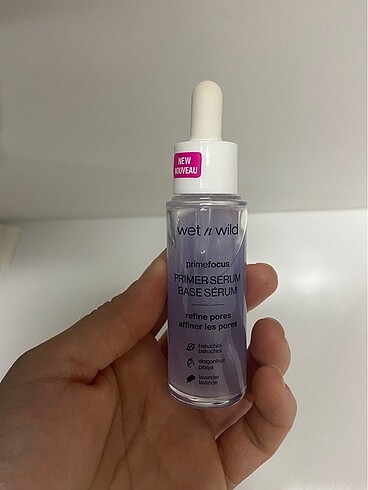 NEW
NOUVEAU
wet n wild
primefocus
PRIMER SERUM
BASE SÉRUM
refine pores
affiner les pores
bakuchiol
bakuchiol
dragonfruit
pitaya
lavender
lavande